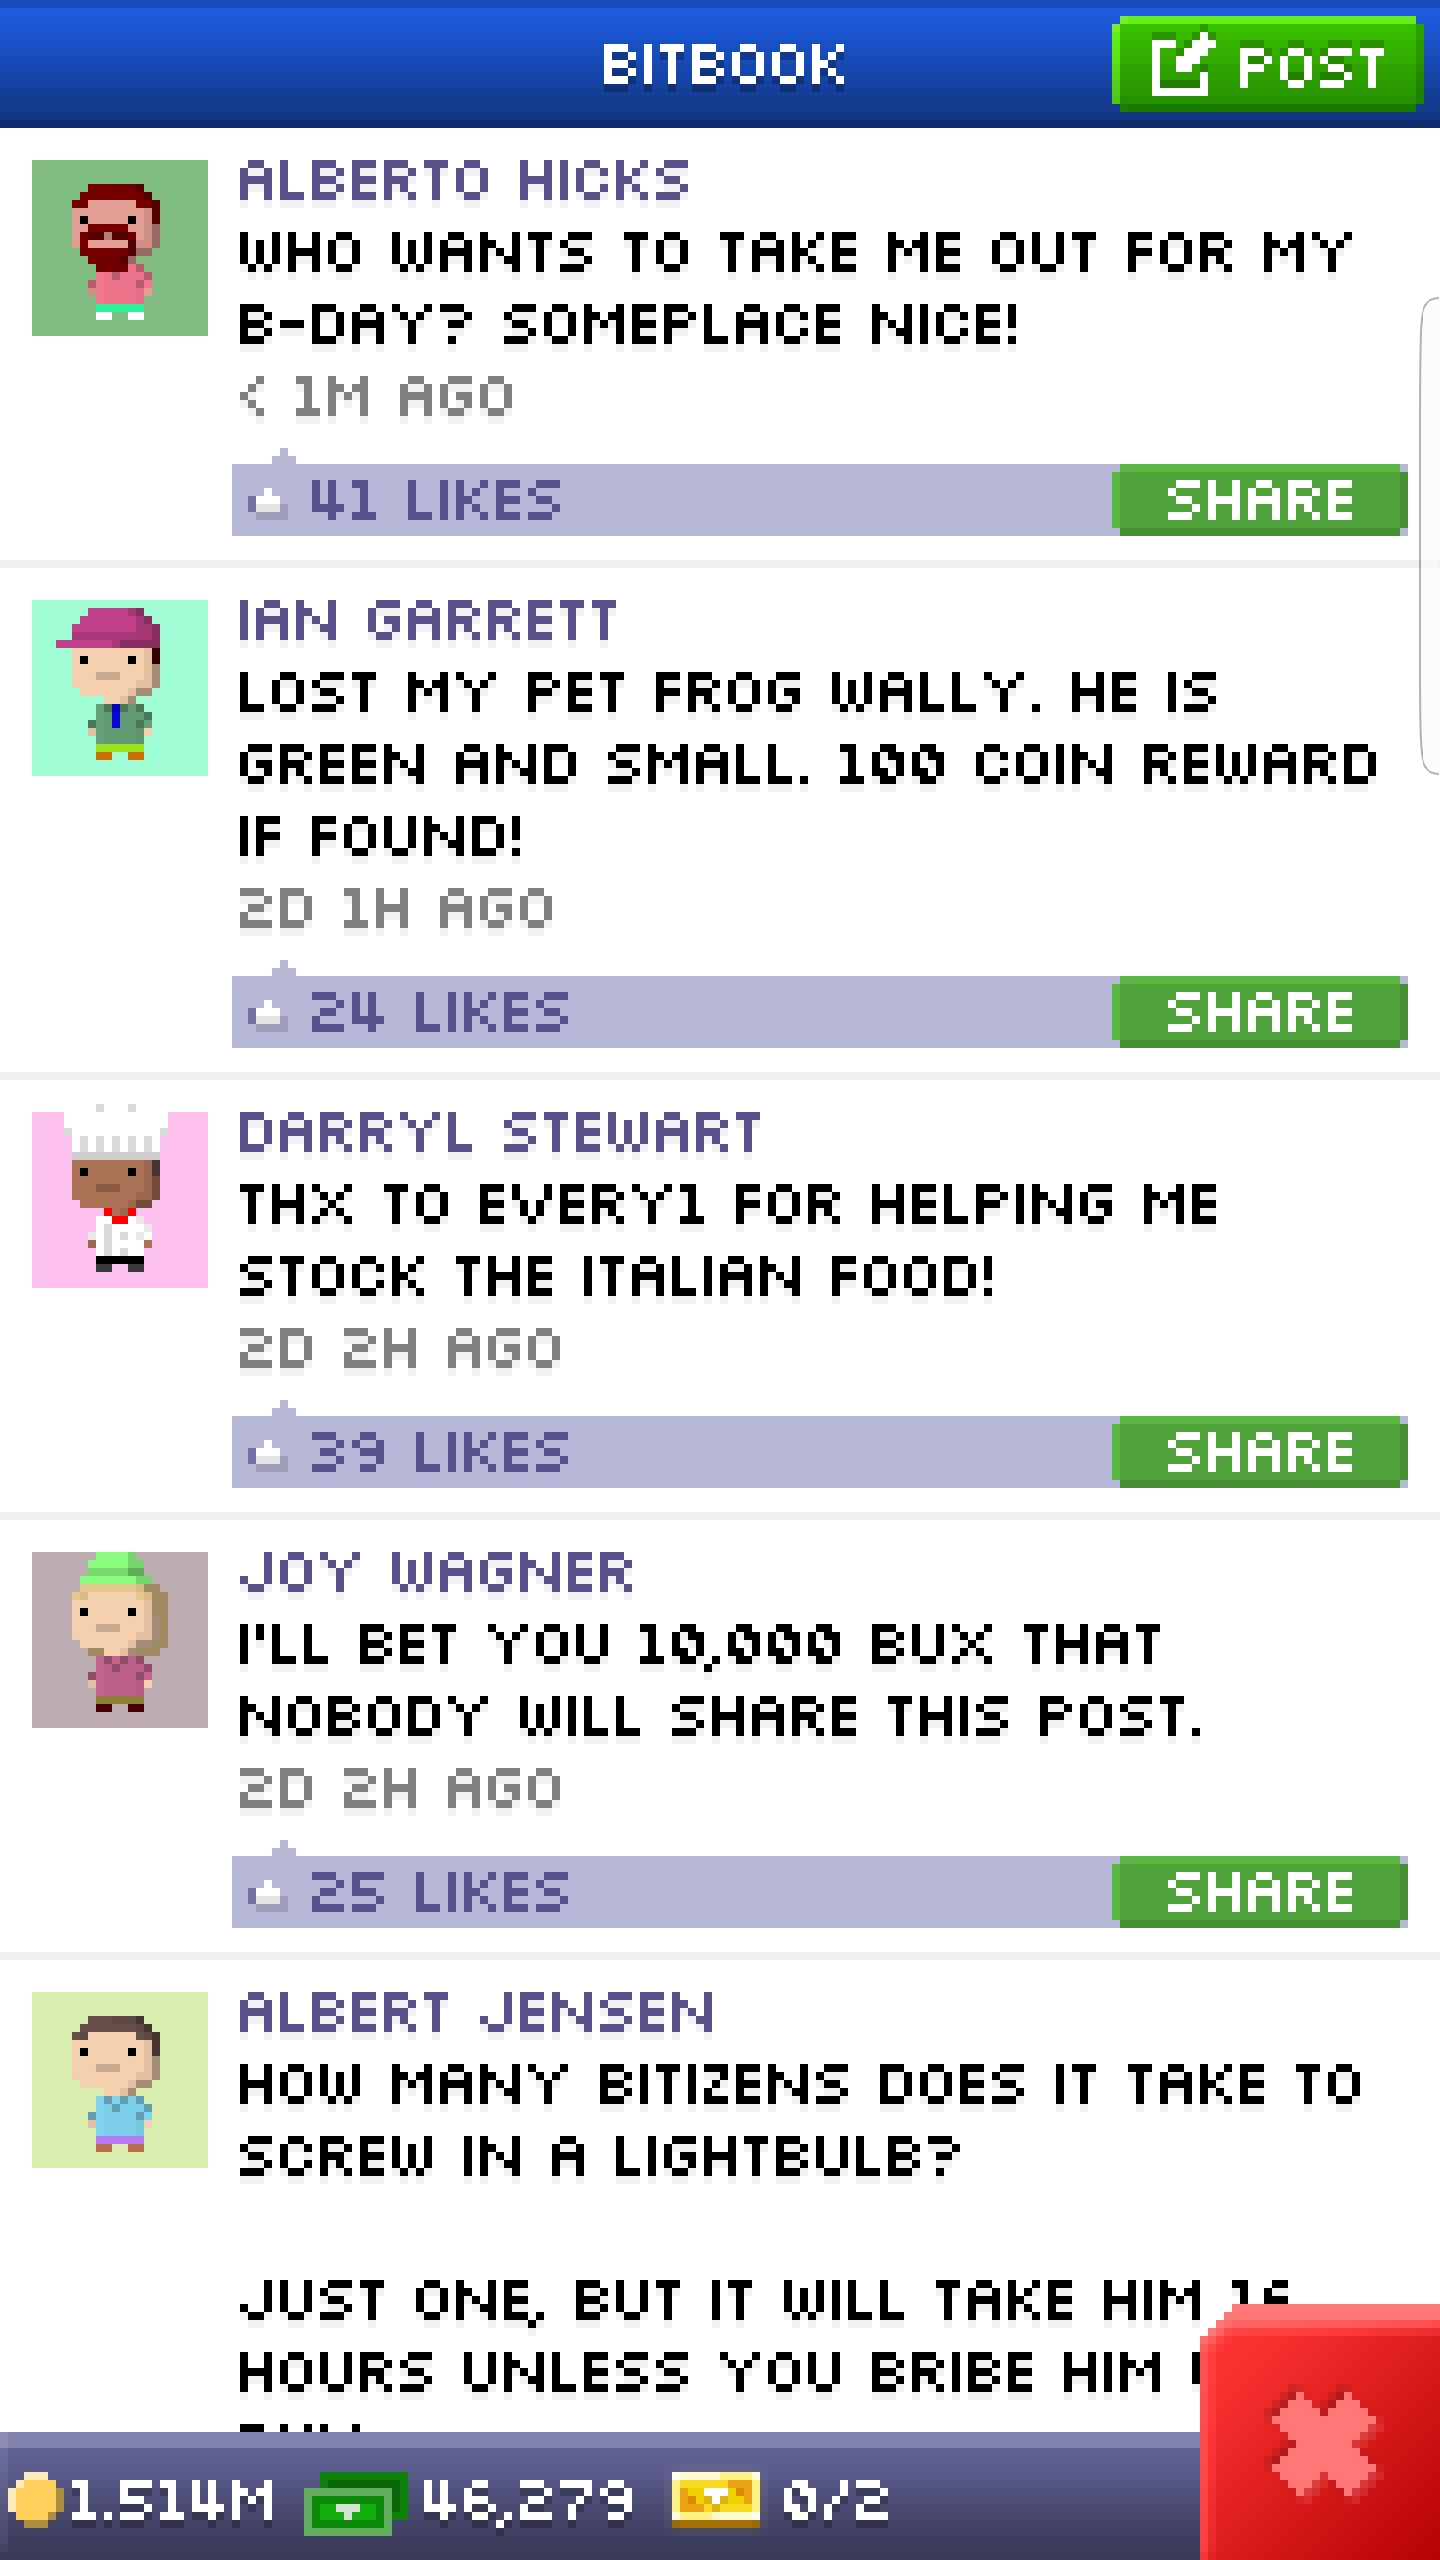 BITBOOK
POST
ALBERTO HICKS
WHO WANTS TO TAKE ME OUT FOR MY
B-DAY? SOMEPLACE NICE!
< 1M AGO
41 LIKES
SHARE
IAN GARRETT
LOST MY PET FROG WALLY. HE IS
GREEN AND SMALL. 100 COIN REWARD
IF FOUND!
2D 1H AGO
24 LIKES
SHARE
DARRYL STEWART
THX TO EVERY1 FOR HELPING ME
STOCK THE ITALIAN FOOD!
2D 2H AGO
39 LIKES
SHARE
JOY WAGNER
I'LL BET YOU 10,000 BUX THAT
NOBODY WILL SHARE THIS POST.
2D 2H AGO
25 LIKES
SHARE
ALBERT JENSEN
HOW MANY BITIZENS DOES IT TAKE TO
SCREW IN A LIGHTBULB?
JUST ONE, BUT IT WILL TAKE HIM
HOURS UNLESS YOU BRIBE HIM
1.514M 46,279 0/2